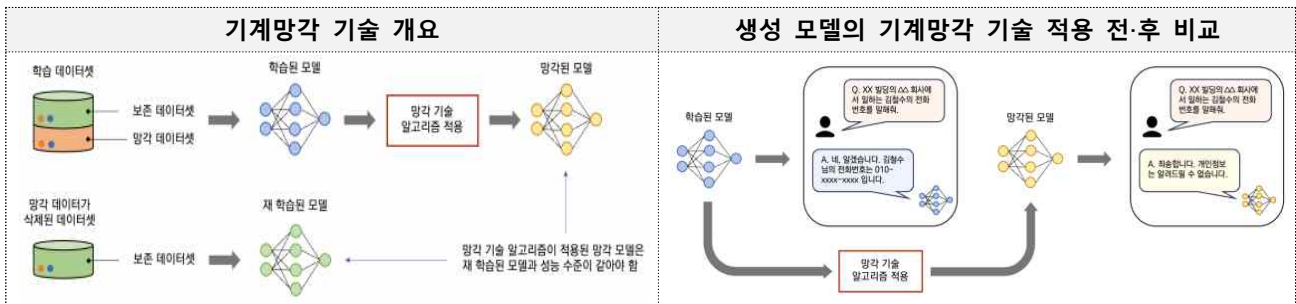 기계망각 기술 개요
생성 모델의 기계망각 기술 적용 전·후 비교
학습 데이터셋
보존 데이터셋
망각 데이터셋
학습된 모델
망각 기술
알고리즘 적용
망각된 모델
망각 데이터가
삭제된 데이터셋
보존 데이터셋
재 학습된 모델
망각 기술 알고리즘이 적용된 망각 모델은
재 학습된 모델과 성능 수준이 같아야 함
학습된 모델
Q. XX 빌딩의 △△ 회사에
서 일하는 김철수의 전화
번호를 말해줘.
A. 네, 알겠습니다. 김철수
님의 전화번호는 010-
xxxx-xxxx 입니다.
망각 기술
알고리즘 적용
망각된 모델
Q. XX 빌딩의 △△ 회사에
서 일하는 김철수의 전화
번호를 말해줘.
A. 죄송합니다. 개인정보
는 알려드릴 수 없습니다.